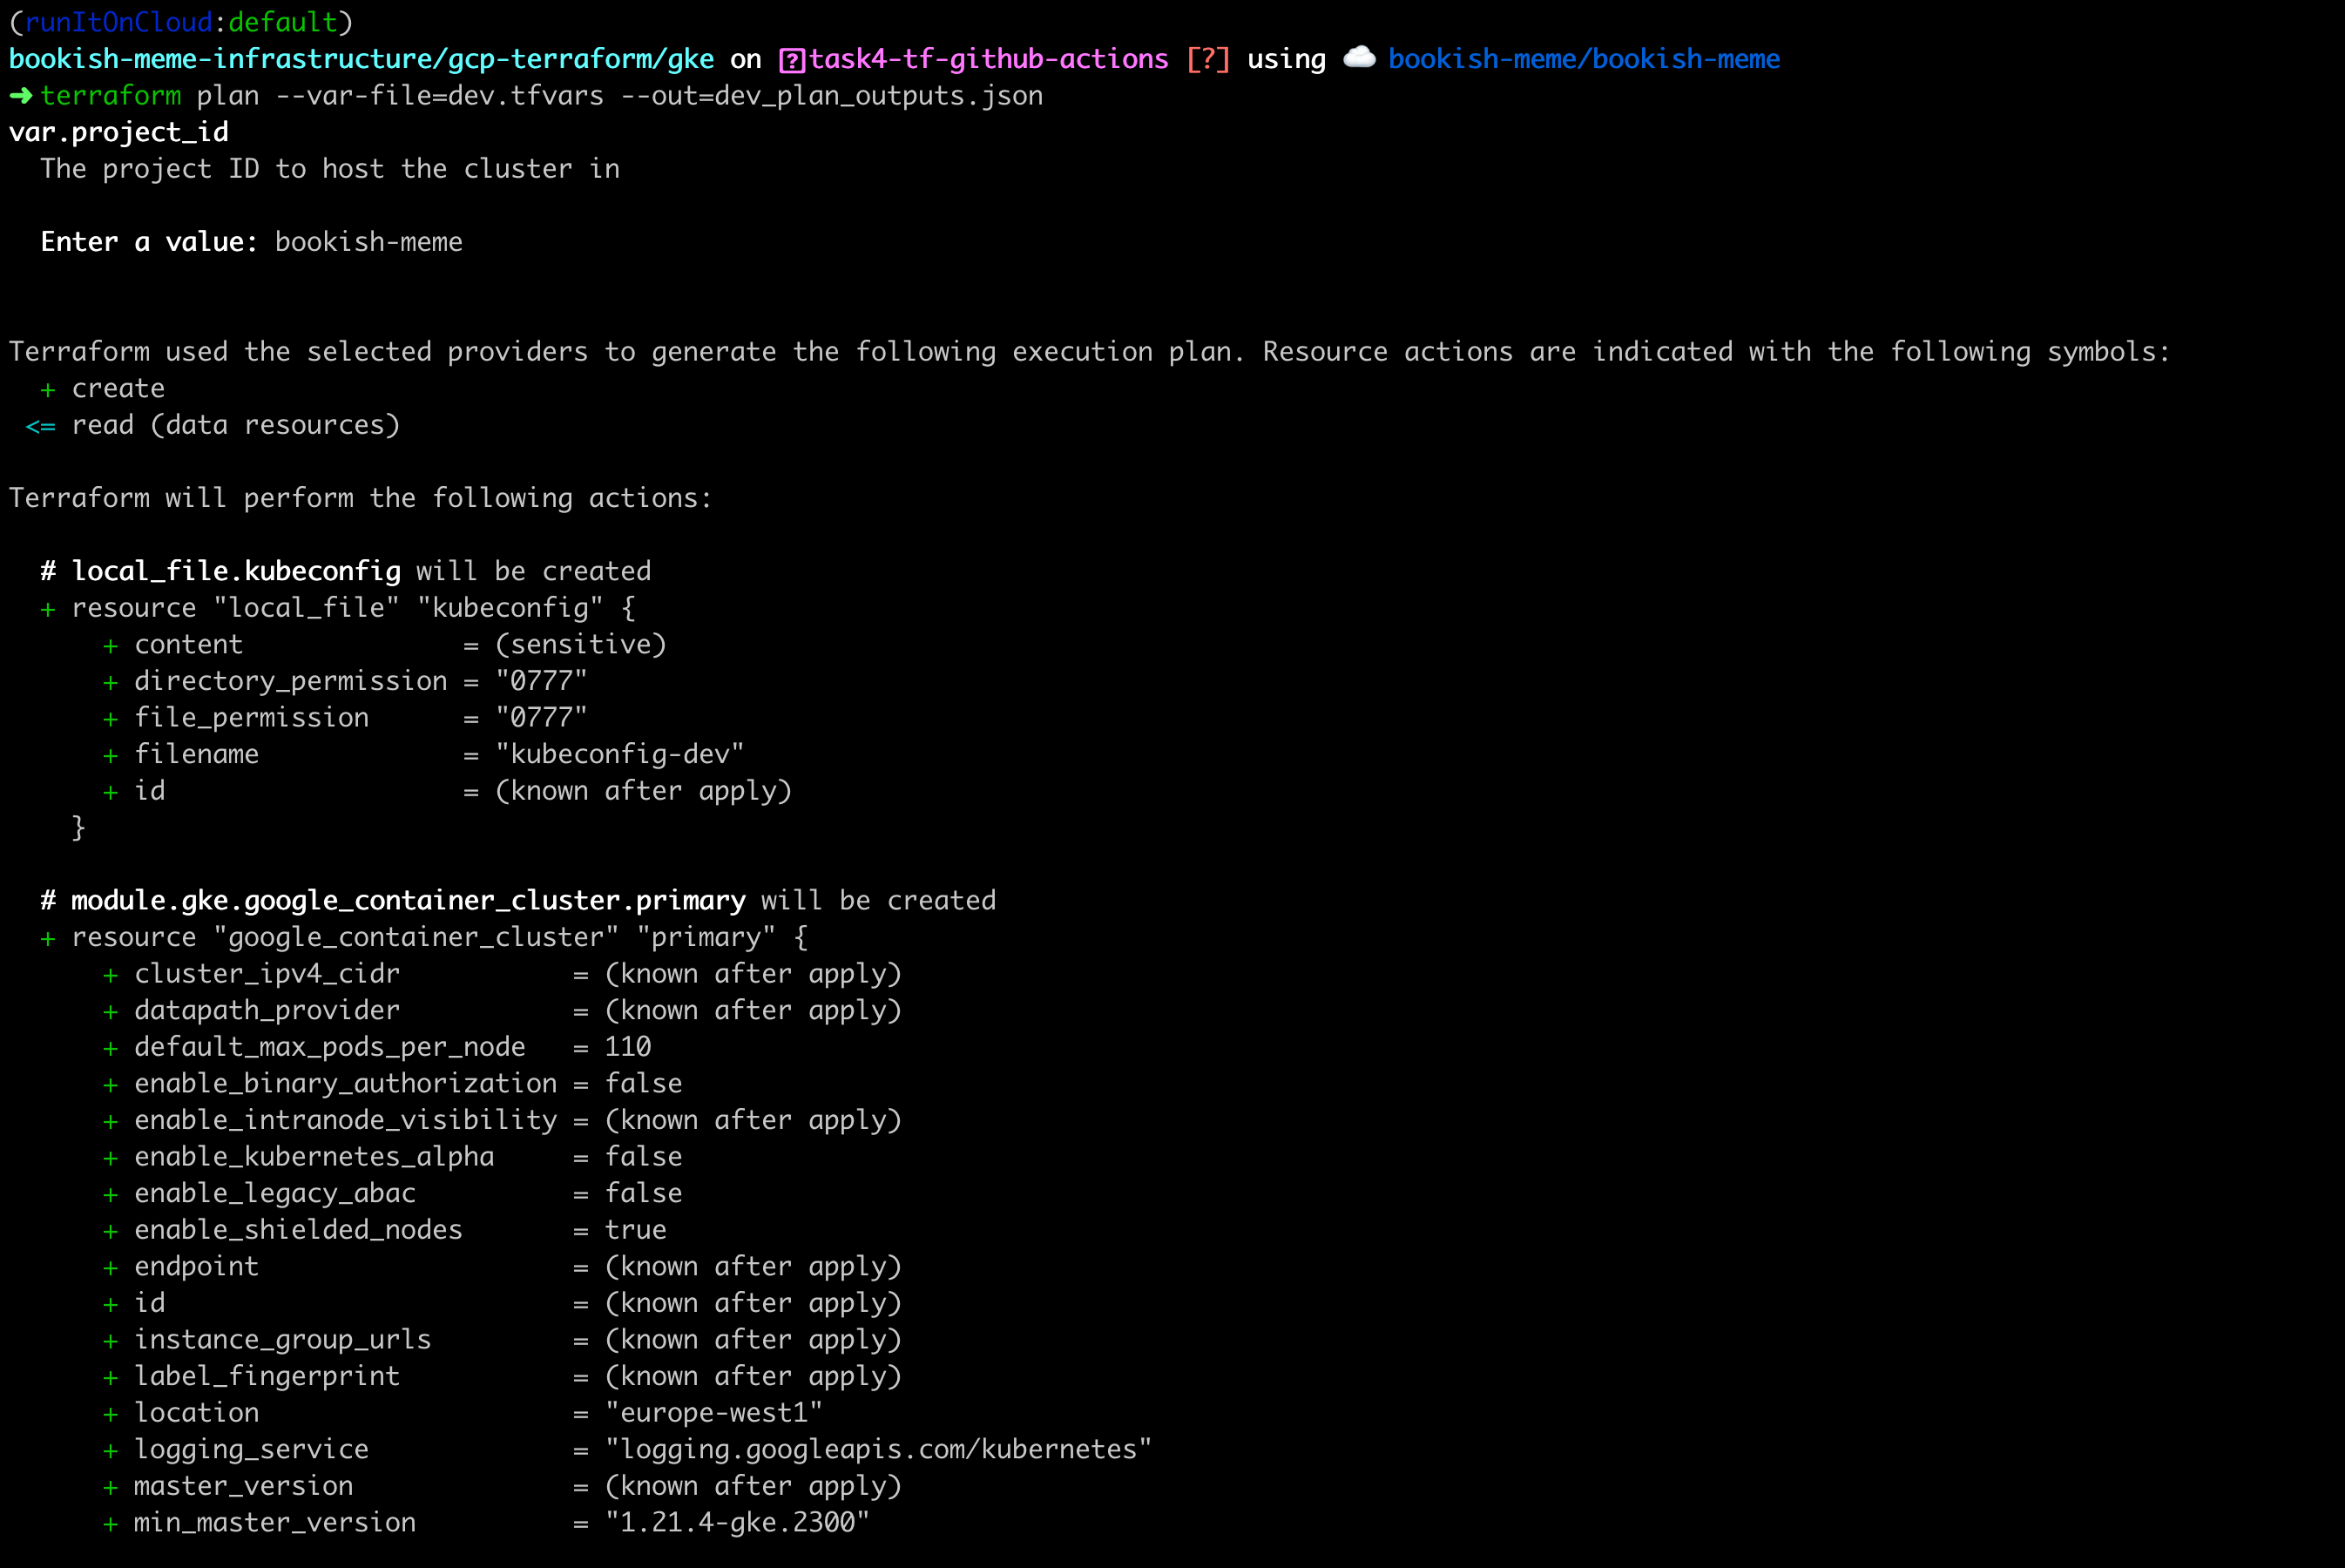 (runItOnCloud:default)
bookish-meme-infrastructure/gcp-terraform/gke on [?]task4-tf-github-actions [?] using ☁️ bookish-meme/bookish-meme
➜ terraform plan --var-file=dev.tfvars --out=dev_plan_outputs.json
var.project_id
  The project ID to host the cluster in

  Enter a value: bookish-meme


Terraform used the selected providers to generate the following execution plan. Resource actions are indicated with the following symbols:
  + create
 <= read (data resources)

Terraform will perform the following actions:

  # local_file.kubeconfig will be created
  + resource "local_file" "kubeconfig" {
      + content              = (sensitive)
      + directory_permission = "0777"
      + file_permission      = "0777"
      + filename             = "kubeconfig-dev"
      + id                   = (known after apply)
    }

  # module.gke.google_container_cluster.primary will be created
  + resource "google_container_cluster" "primary" {
      + cluster_ipv4_cidr           = (known after apply)
      + datapath_provider           = (known after apply)
      + default_max_pods_per_node   = 110
      + enable_binary_authorization = false
      + enable_intranode_visibility = (known after apply)
      + enable_kubernetes_alpha     = false
      + enable_legacy_abac          = false
      + enable_shielded_nodes       = true
      + endpoint                    = (known after apply)
      + id                          = (known after apply)
      + instance_group_urls         = (known after apply)
      + label_fingerprint           = (known after apply)
      + location                    = "europe-west1"
      + logging_service             = "logging.googleapis.com/kubernetes"
      + master_version              = (known after apply)
      + min_master_version          = "1.21.4-gke.2300"